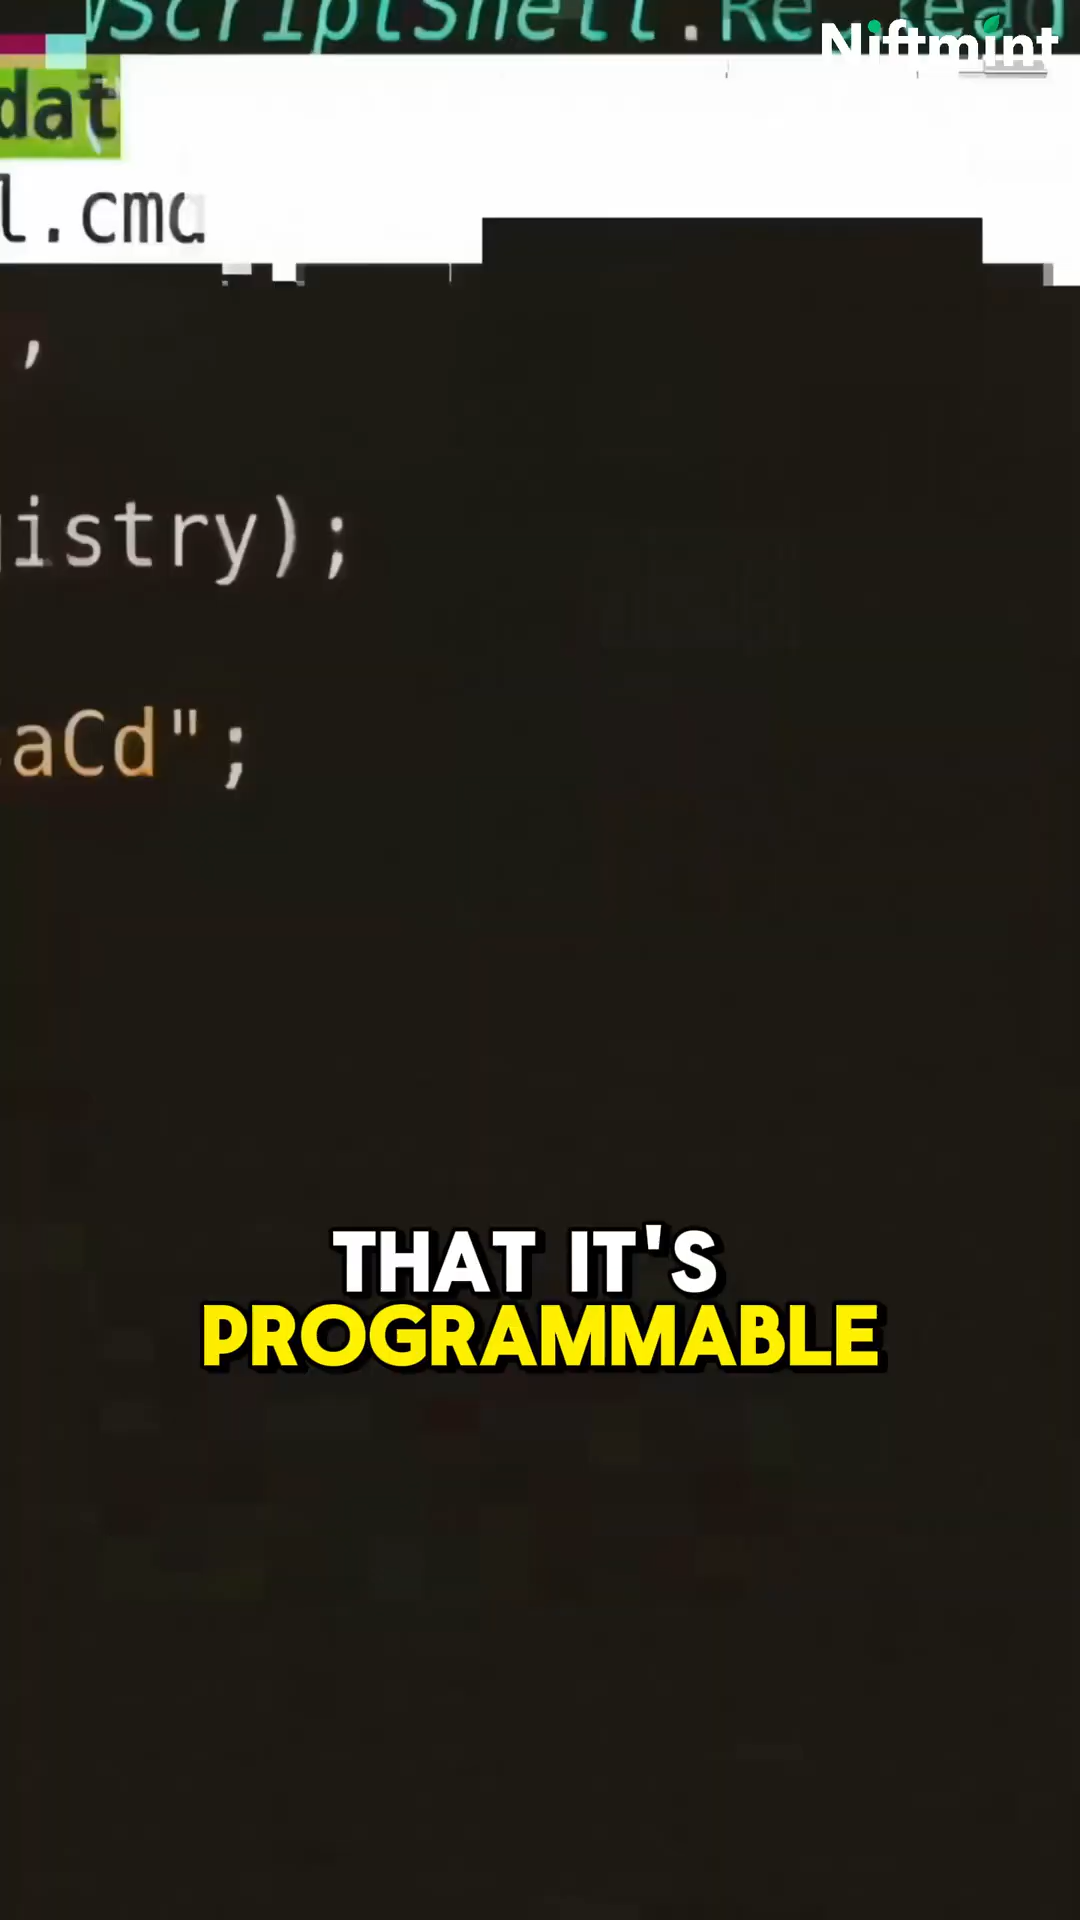 Niftmint
dat
l.cmd
,
istry);
aCd";
THAT IT'S
PROGRAMMABLE